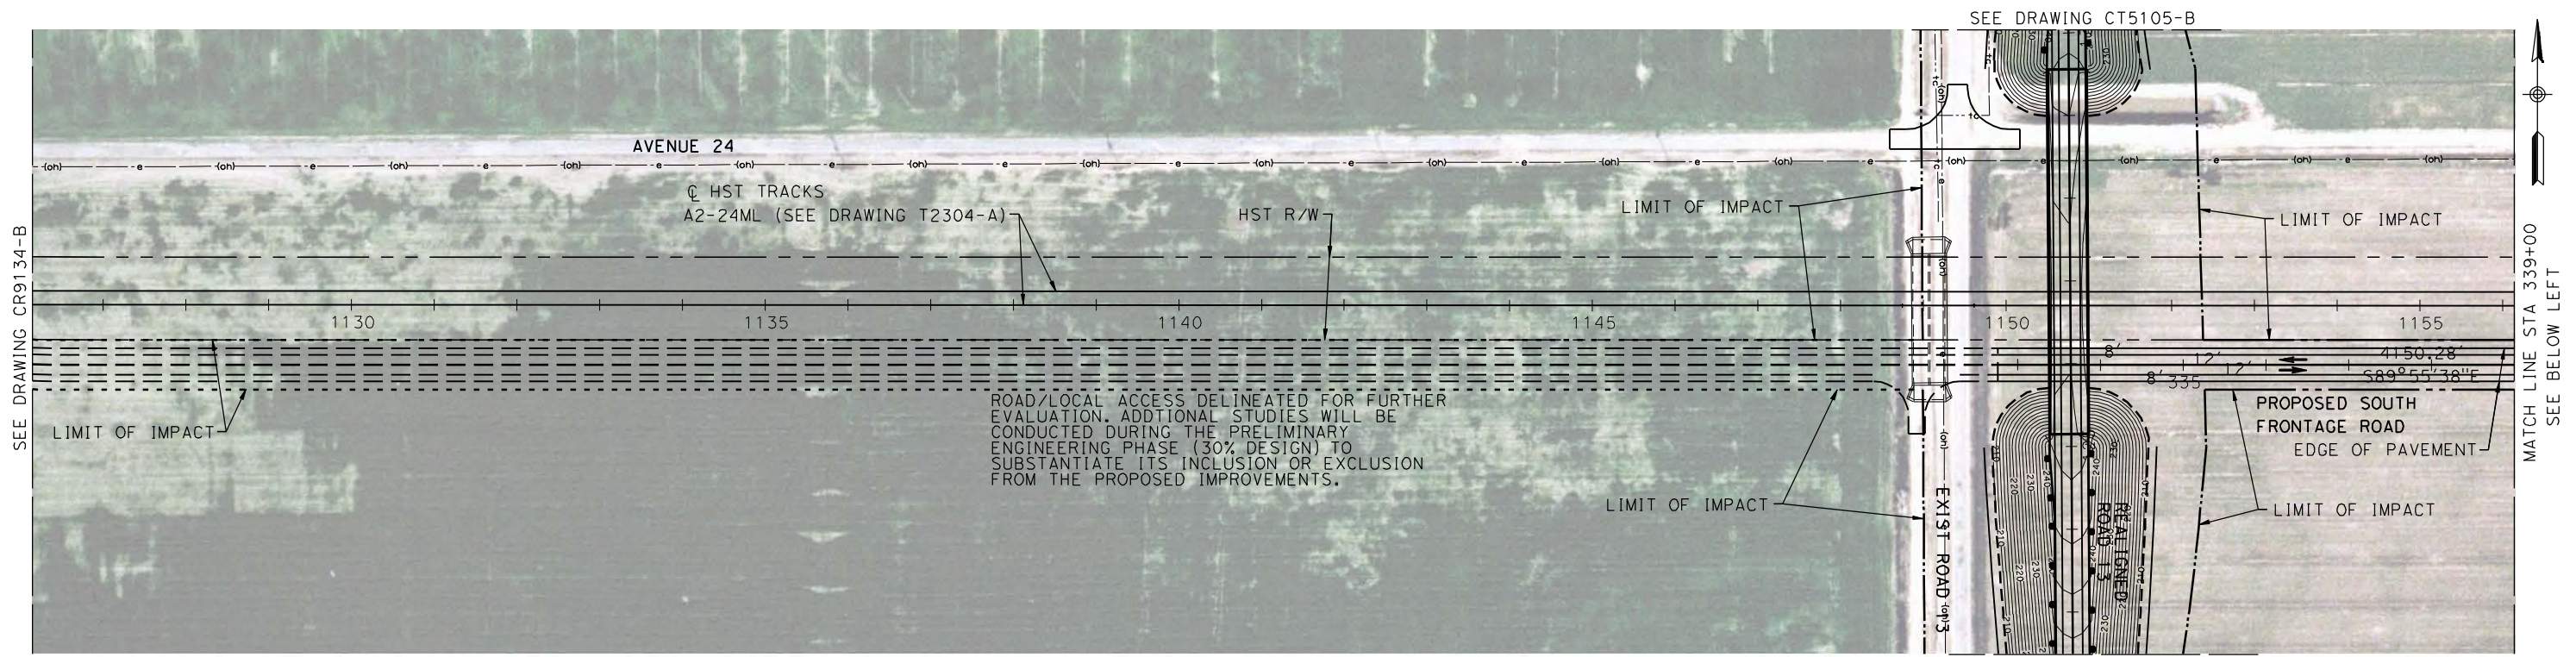 SEE DRAWING CT5105-B
AVENUE 24
℄ HST TRACKS
A2-24ML (SEE DRAWING T2304-A)
HST R/W
LIMIT OF IMPACT
LIMIT OF IMPACT
SEE DRAWING CR9134-B
MATCH LINE STA 339+00
SEE BELOW LEFT
1130
1135
1140
1145
1150
1155
8'
12'
12'
8'
335
4150.28'
S89°55'38"E
LIMIT OF IMPACT
ROAD/LOCAL ACCESS DELINEATED FOR FURTHER
EVALUATION. ADDTIONAL STUDIES WILL BE
CONDUCTED DURING THE PRELIMINARY
ENGINEERING PHASE (30% DESIGN) TO
SUBSTANTIATE ITS INCLUSION OR EXCLUSION
FROM THE PROPOSED IMPROVEMENTS.
PROPOSED SOUTH
FRONTAGE ROAD
EDGE OF PAVEMENT
LIMIT OF IMPACT
LIMIT OF IMPACT
EXIST ROAD 13
REALIGNED
ROAD 13
210
220
230
240
240
230
210